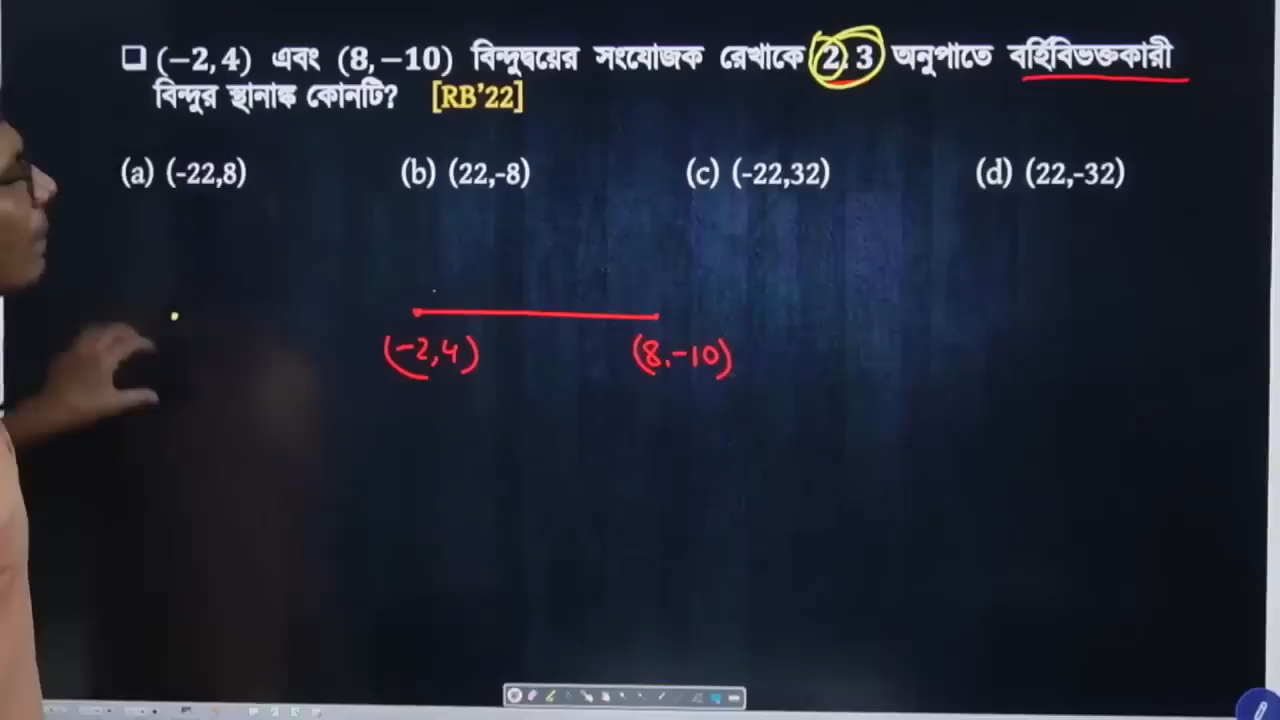 ❑ (−2, 4) এবং (8, −10) বিন্দুদ্বয়ের সংযোজক রেখাকে 2: 3 অনুপাতে বর্হিবিভক্তকারী
বিন্দুর স্থানাঙ্ক কোনটি? [RB'22]
(a) (-22,8) (b) (22,-8) (c) (-22,32) (d) (22,-32)
(-2,4) (8,-10)